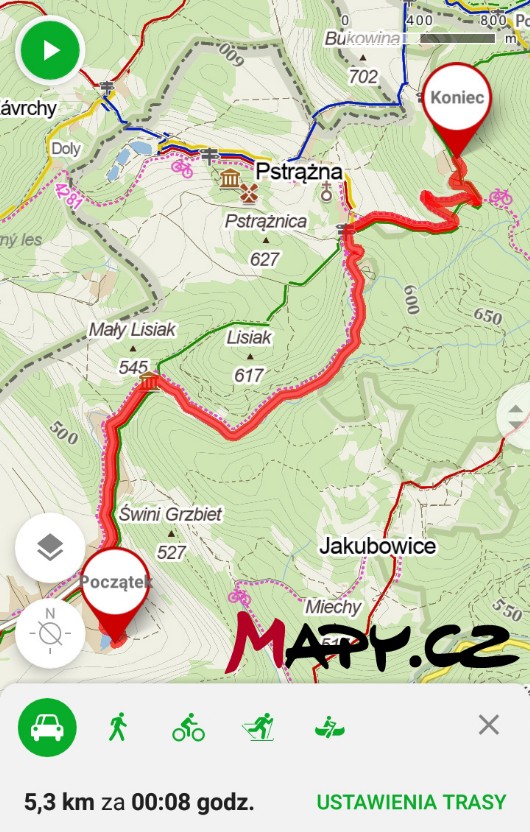 0 400 800 m
Bukowina
702
Koniec
600
Závrchy
Doly
4281
Pstrążna
Pstrążnica
627
ný les
600
650
Mały Lisiak
545
Lisiak
617
500
Świni Grzbiet
527
Jakubowice
Początek
N
Miechy
550
MAPY.CZ
5,3 km za 00:08 godz.
USTAWIENIA TRASY